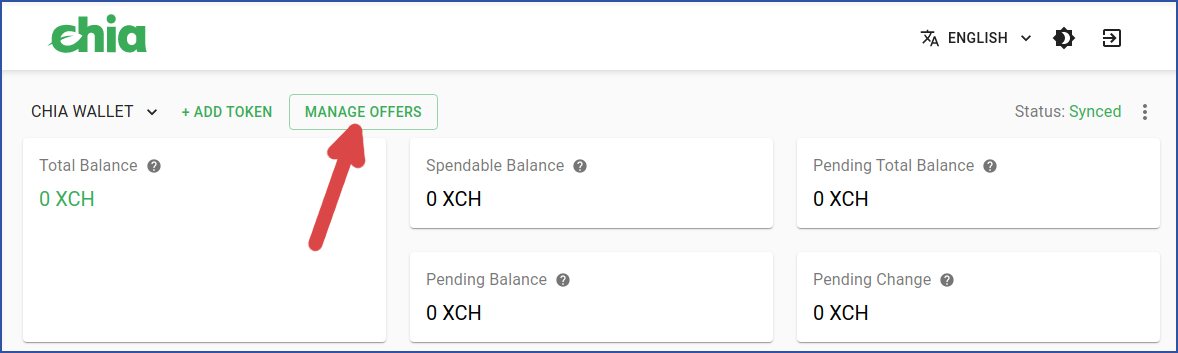 chia
ENGLISH
CHIA WALLET
+ ADD TOKEN
MANAGE OFFERS
Status: Synced
Total Balance ?
0 XCH
Spendable Balance ?
0 XCH
Pending Total Balance ?
0 XCH
Pending Balance ?
0 XCH
Pending Change ?
0 XCH